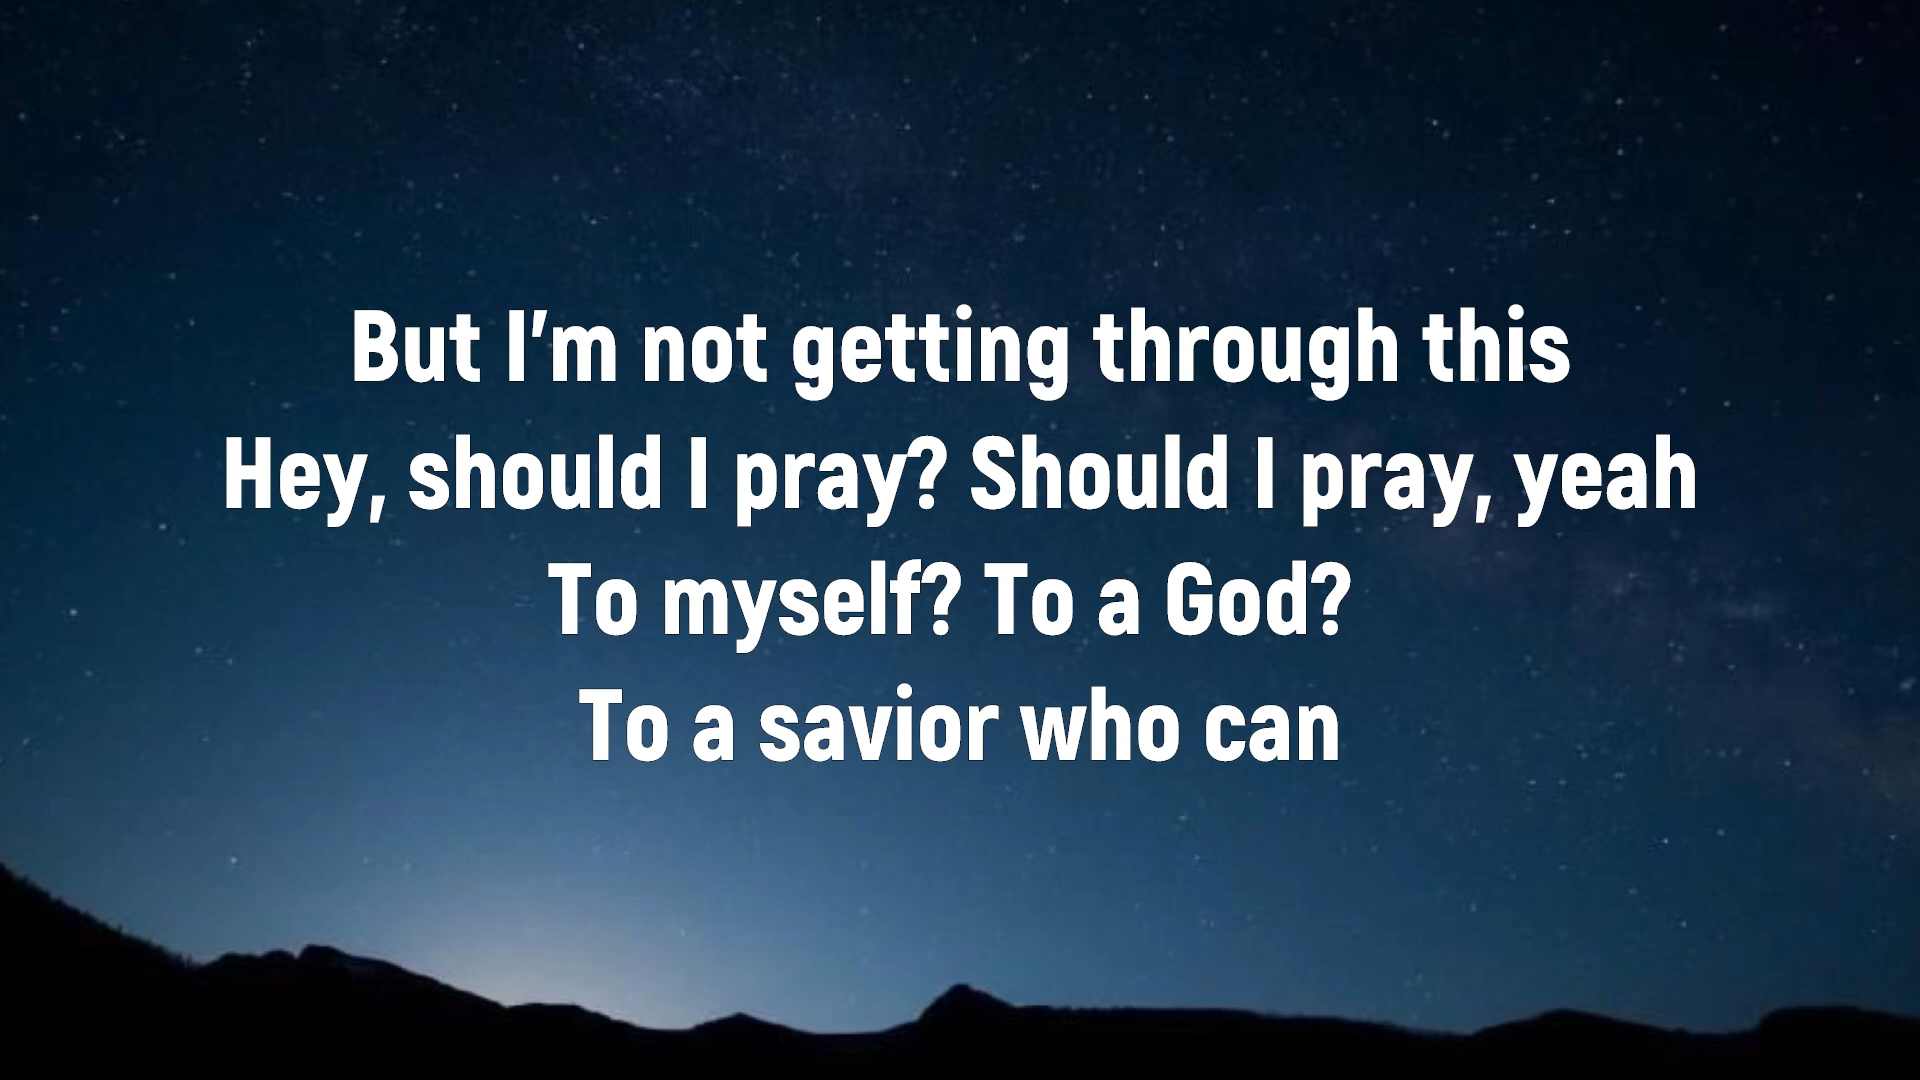 But I'm not getting through this
Hey, should I pray? Should I pray, yeah
To myself? To a God?
To a savior who can